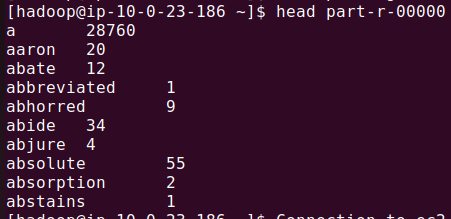 [hadoop@ip-10-0-23-186 ~]$ head part-r-00000
a	28760
aaron	20
abate	12
abbreviated	1
abhorred	9
abide	34
abjure	4
absolute	55
absorption	2
abstains	1
[hadoop@ip-10-0-23-186 ~]$ Connection to ec2